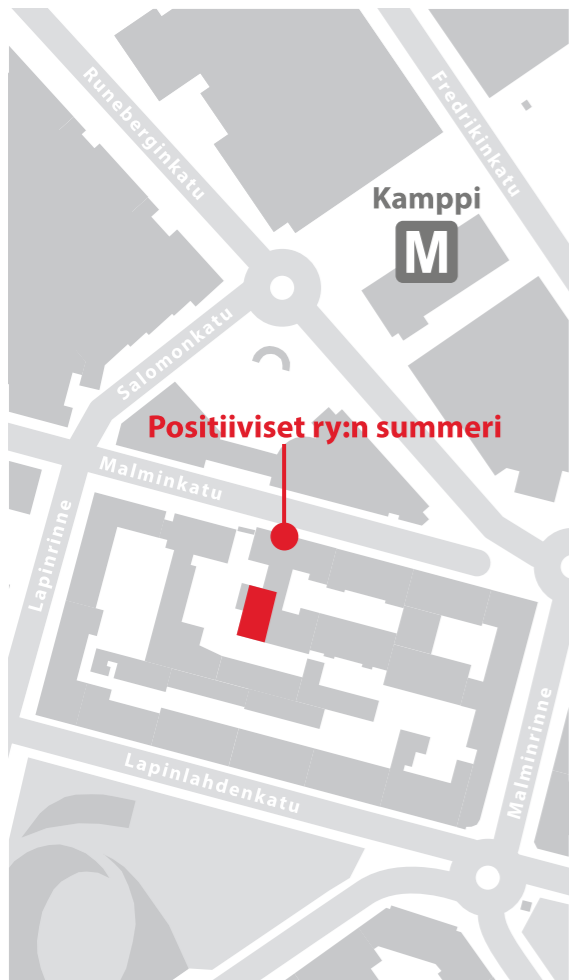 Runeberginkatu
Fredrikinkatu
Kamppi
M
Salomonkatu
Positiiviset ry:n summeri
Malminkatu
Lapinrinne
Malminrinne
Lapinlahdenkatu